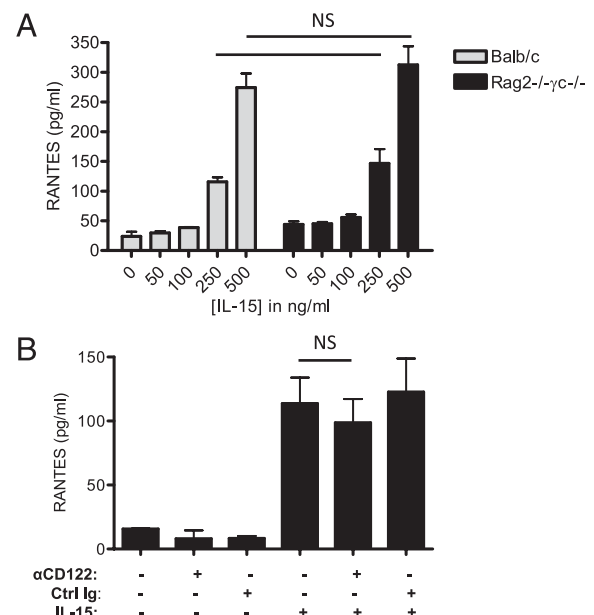 A
NS
350
300
250
200
150
100
50
0
RANTES (pg/ml)
Balb/c
Rag2-/-γc-/-
0 50 100 250 500 0 50 100 250 500
[IL-15] in ng/ml
B
NS
150
100
50
0
RANTES (pg/ml)
αCD122: - + - - + -
Ctrl Ig: - - + - - +
IL-15: - - - + + +